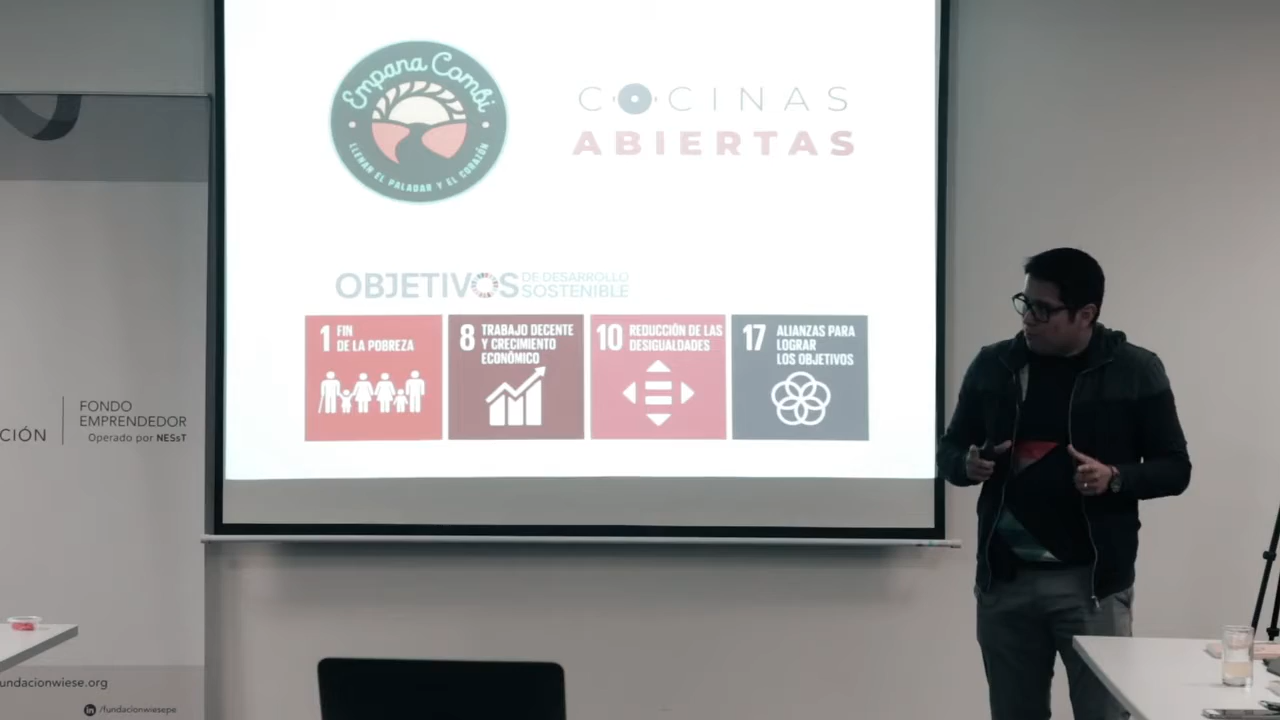 Empana Combi
LLENAN EL PALADAR Y EL CORAZÓN
COCINAS
ABIERTAS
OBJETIVOS
DE DESARROLLO
SOSTENIBLE
1 FIN
DE LA POBREZA
8 TRABAJO DECENTE
Y CRECIMIENTO
ECONÓMICO
10 REDUCCIÓN DE LAS
DESIGUALDADES
17 ALIANZAS PARA
LOGRAR
LOS OBJETIVOS
CIÓN
FONDO
EMPRENDEDOR
Operado por NESsT
undacionwiese.org
in /fundacionwiesepe